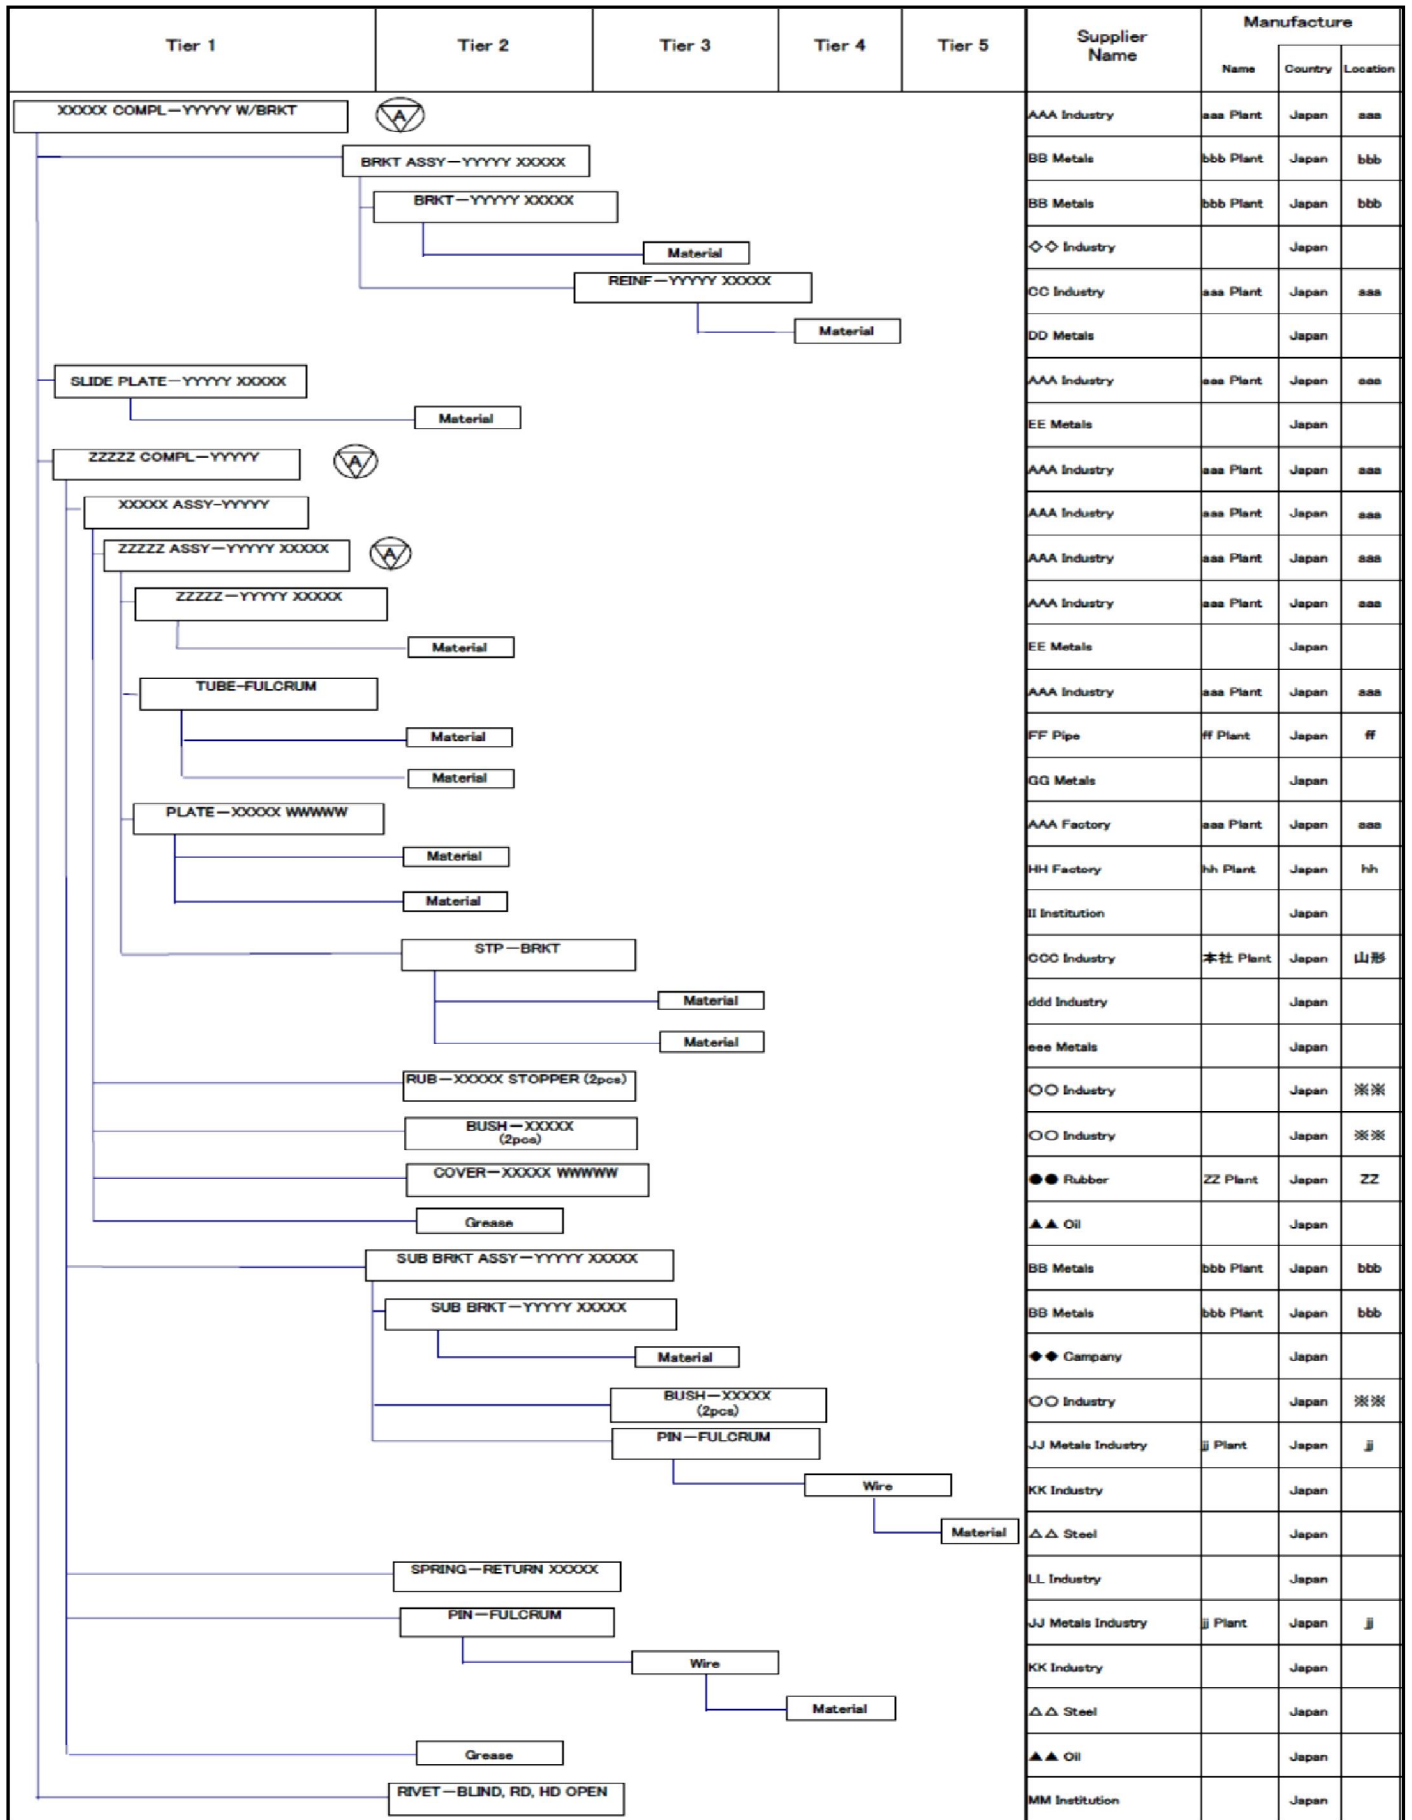 Tier 1 Tier 2 Tier 3 Tier 4 Tier 5 Supplier Name Manufacture
Name Country Location
XXXXX COMPL－YYYYY W/BRKT A AAA Industry aaa Plant Japan aaa
BRKT ASSY－YYYYY XXXXX BB Metals bbb Plant Japan bbb
BRKT－YYYYY XXXXX BB Metals bbb Plant Japan bbb
Material ◇◇ Industry Japan
REINF－YYYYY XXXXX CC Industry aaa Plant Japan aaa
Material DD Metals Japan
SLIDE PLATE－YYYYY XXXXX AAA Industry aaa Plant Japan aaa
Material EE Metals Japan
ZZZZZ COMPL－YYYYY A AAA Industry aaa Plant Japan aaa
XXXXX ASSY-YYYYY AAA Industry aaa Plant Japan aaa
ZZZZZ ASSY－YYYYY XXXXX A AAA Industry aaa Plant Japan aaa
ZZZZZ－YYYYY XXXXX AAA Industry aaa Plant Japan aaa
Material EE Metals Japan
TUBE-FULCRUM AAA Industry aaa Plant Japan aaa
Material FF Pipe ff Plant Japan ff
Material GG Metals Japan
PLATE－XXXXX WWWWW AAA Factory aaa Plant Japan aaa
Material HH Factory hh Plant Japan hh
Material II Institution Japan
STP－BRKT CCC Industry 本社 Plant Japan 山形
Material ddd Industry Japan
Material eee Metals Japan
RUB－XXXXX STOPPER (2pcs) 〇〇 Industry Japan ※※
BUSH－XXXXX (2pcs) 〇〇 Industry Japan ※※
COVER－XXXXX WWWWW ●● Rubber ZZ Plant Japan ZZ
Grease ▲▲ Oil Japan
SUB BRKT ASSY－YYYYY XXXXX BB Metals bbb Plant Japan bbb
SUB BRKT－YYYYY XXXXX BB Metals bbb Plant Japan bbb
Material ◆◆ Campany Japan
BUSH－XXXXX (2pcs) 〇〇 Industry Japan ※※
PIN－FULCRUM JJ Metals Industry jj Plant Japan jj
Wire KK Industry Japan
Material △△ Steel Japan
SPRING－RETURN XXXXX LL Industry Japan
PIN－FULCRUM JJ Metals Industry jj Plant Japan jj
Wire KK Industry Japan
Material △△ Steel Japan
Grease ▲▲ Oil Japan
RIVET－BLIND, RD, HD OPEN MM Institution Japan